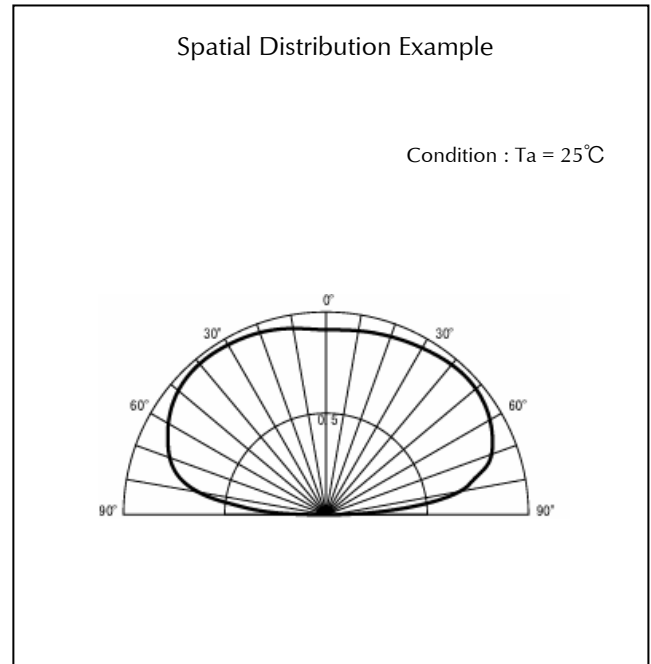 Spatial Distribution Example
Condition : Ta = 25℃
0°
30° 30°
60° 60°
0.5
90° 90°